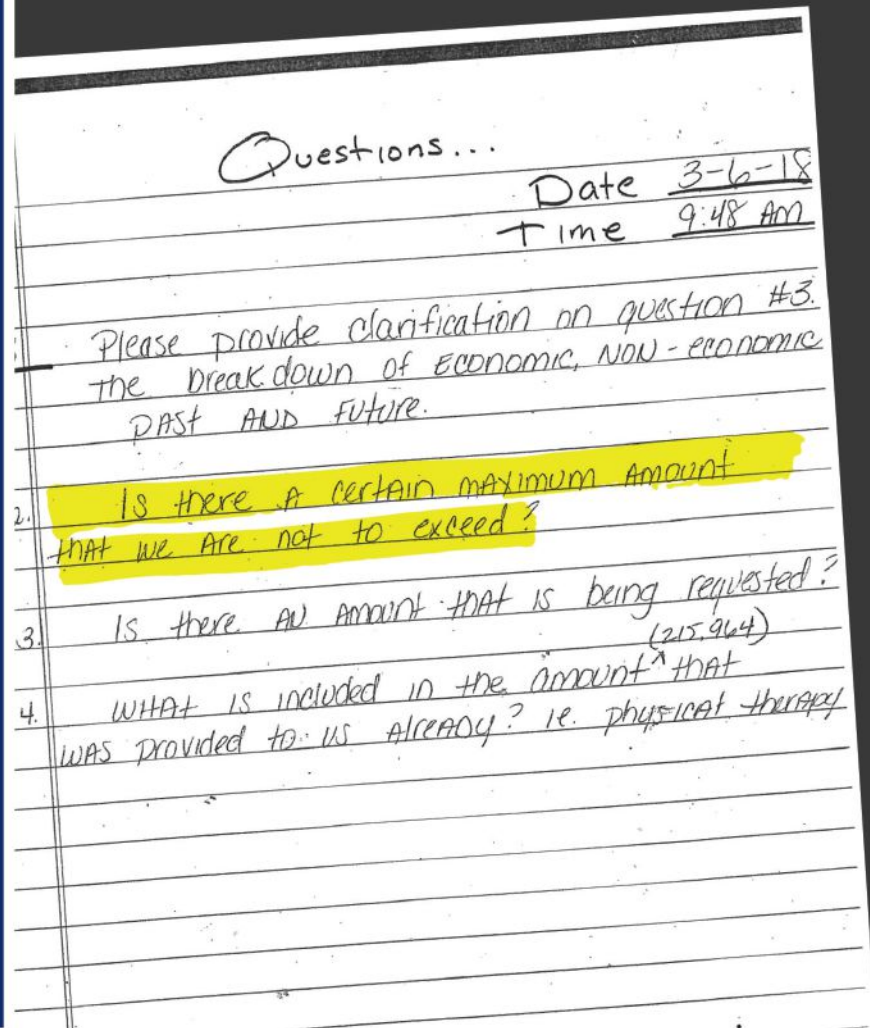 Questions...
Date 3-6-18
Time 9:48 AM
Please provide clarification on question #3.
The breakdown of Economic, NON-economic
PAST AND Future.
2. Is there A certAin mAximum Amount
thAt we Are not to exceed?
3. Is there AN Amount thAt is being requested?
(215,964)
4. WHAt is included in the Amount ^ thAt
wAs provided to us AlreADy? ie. physicAl therApy